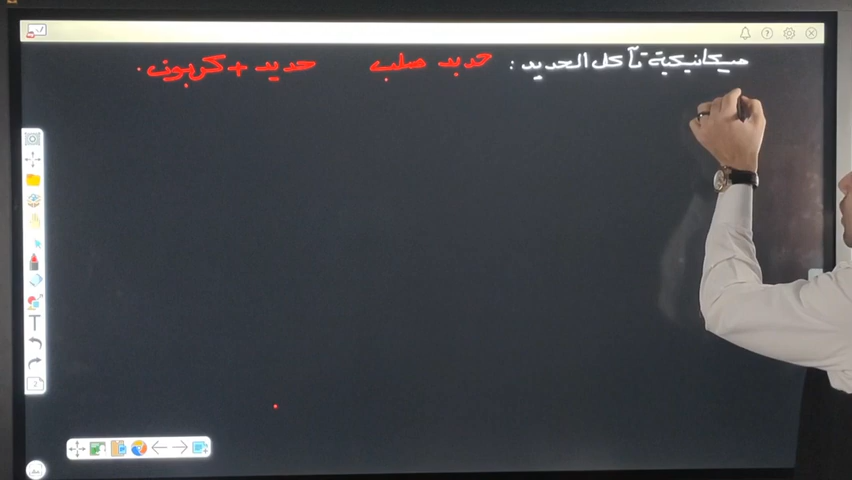 ميكانيكية تآكل الحديد : حديد صلب حديد + كربون .